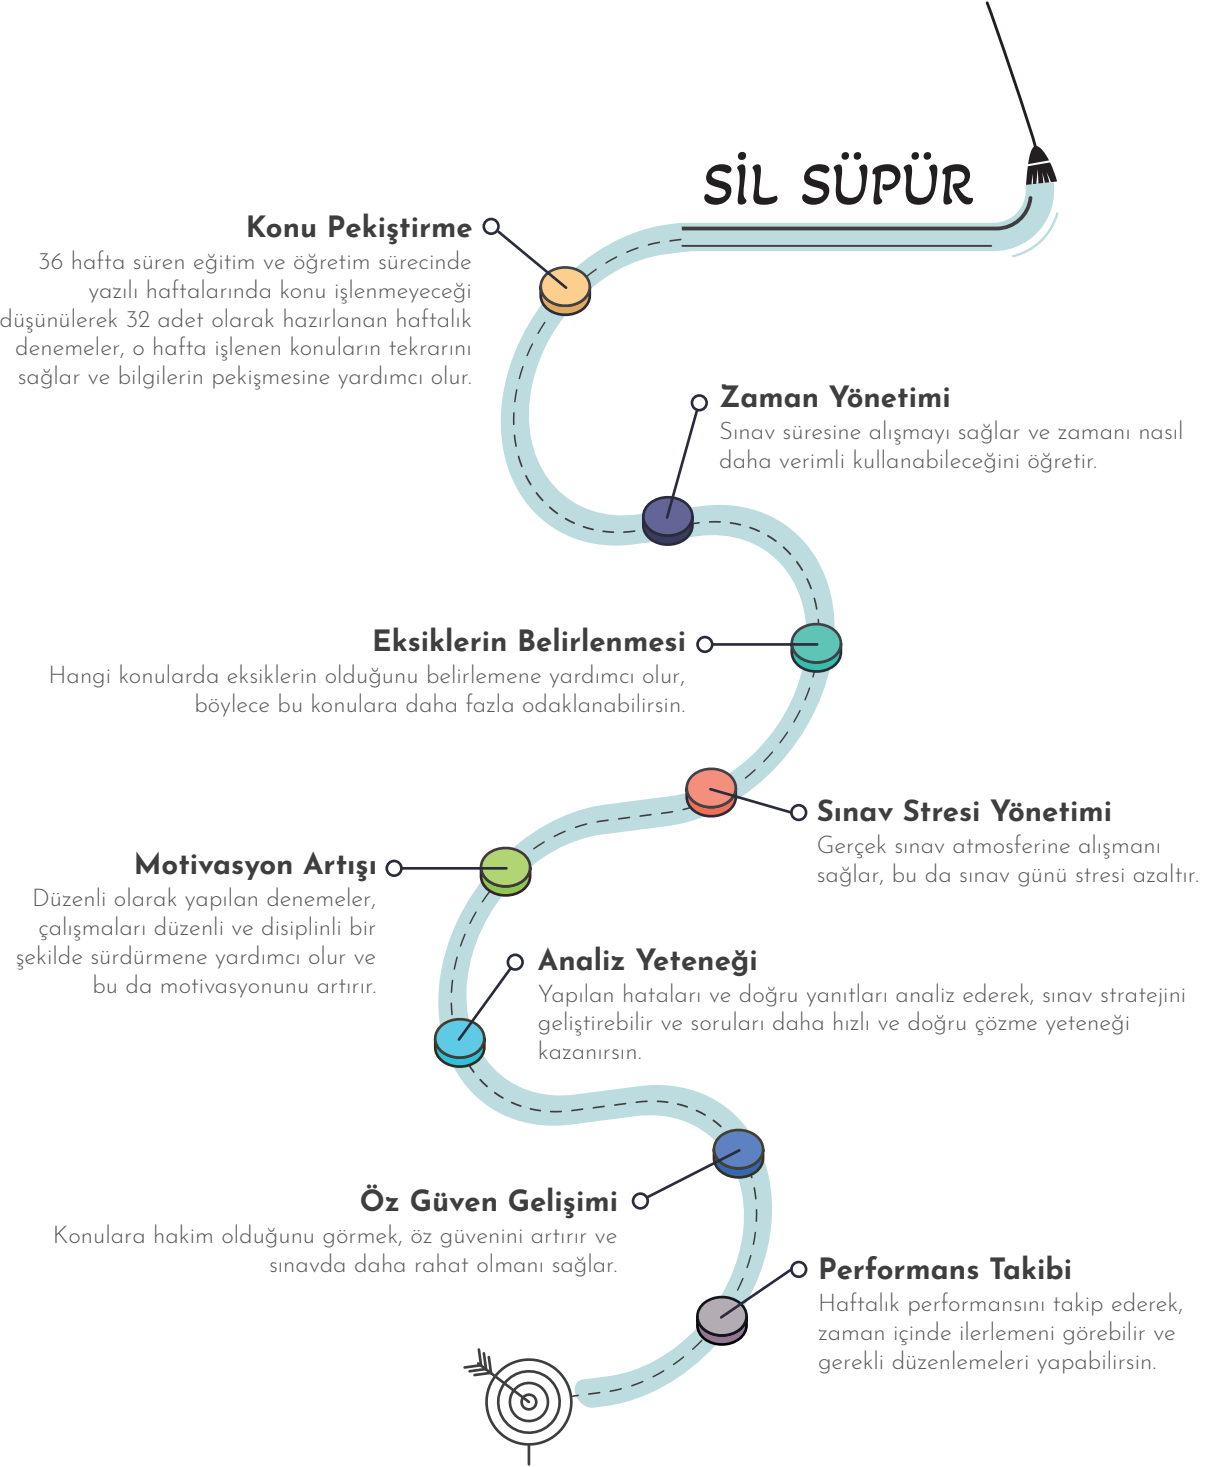 SİL SÜPÜR
Konu Pekiştirme
36 hafta süren eğitim ve öğretim sürecinde
yazılı haftalarında konu işlenmeyeceği
düşünülerek 32 adet olarak hazırlanan haftalık
denemeler, o hafta işlenen konuların tekrarını
sağlar ve bilgilerin pekişmesine yardımcı olur.
Zaman Yönetimi
Sınav süresine alışmayı sağlar ve zamanı nasıl
daha verimli kullanabileceğini öğretir.
Eksiklerin Belirlenmesi
Hangi konularda eksiklerin olduğunu belirlemene yardımcı olur,
böylece bu konulara daha fazla odaklanabilirsin.
Sınav Stresi Yönetimi
Gerçek sınav atmosferine alışmanı
sağlar, bu da sınav günü stresi azaltır.
Motivasyon Artışı
Düzenli olarak yapılan denemeler,
çalışmaları düzenli ve disiplinli bir
şekilde sürdürmene yardımcı olur ve
bu da motivasyonunu artırır.
Analiz Yeteneği
Yapılan hataları ve doğru yanıtları analiz ederek, sınav stratejini
geliştirebilir ve soruları daha hızlı ve doğru çözme yeteneği
kazanırsın.
Öz Güven Gelişimi
Konulara hakim olduğunu görmek, öz güvenini artırır ve
sınavda daha rahat olmanı sağlar.
Performans Takibi
Haftalık performansını takip ederek,
zaman içinde ilerlemeni görebilir ve
gerekli düzenlemeleri yapabilirsin.